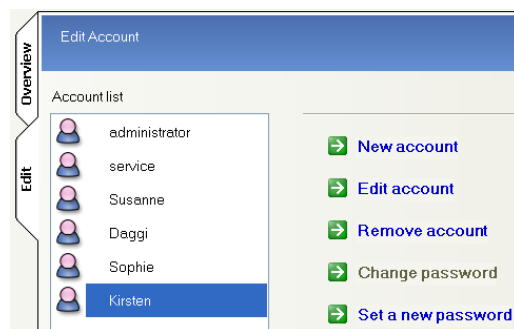 Edit Account
Overview
Edit
Account list
administrator
service
Susanne
Daggi
Sophie
Kirsten
New account
Edit account
Remove account
Change password
Set a new password